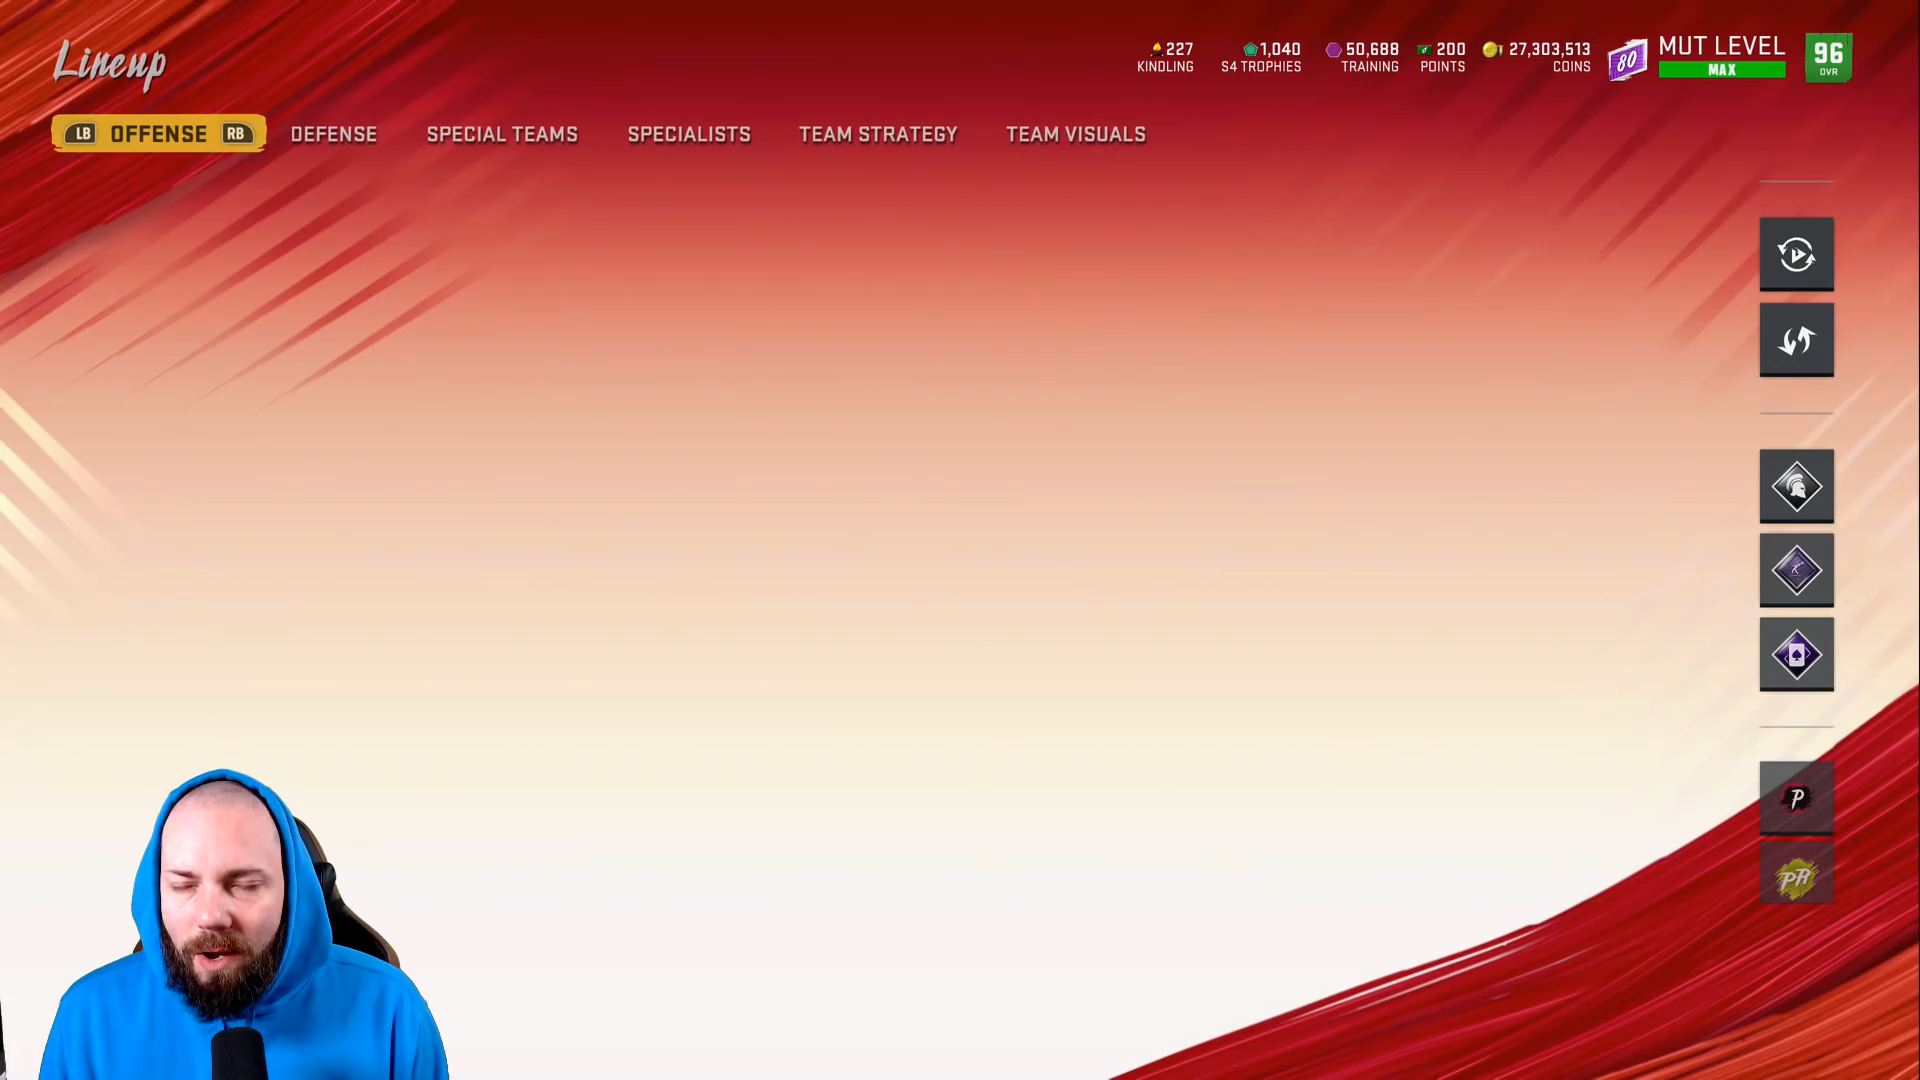 Lineup
227
KINDLING
1,040
S4 TROPHIES
50,688
TRAINING
200
POINTS
27,303,513
COINS
80
MUT LEVEL
MAX
96
OVR
LB OFFENSE RB
DEFENSE
SPECIAL TEAMS
SPECIALISTS
TEAM STRATEGY
TEAM VISUALS
P
PR